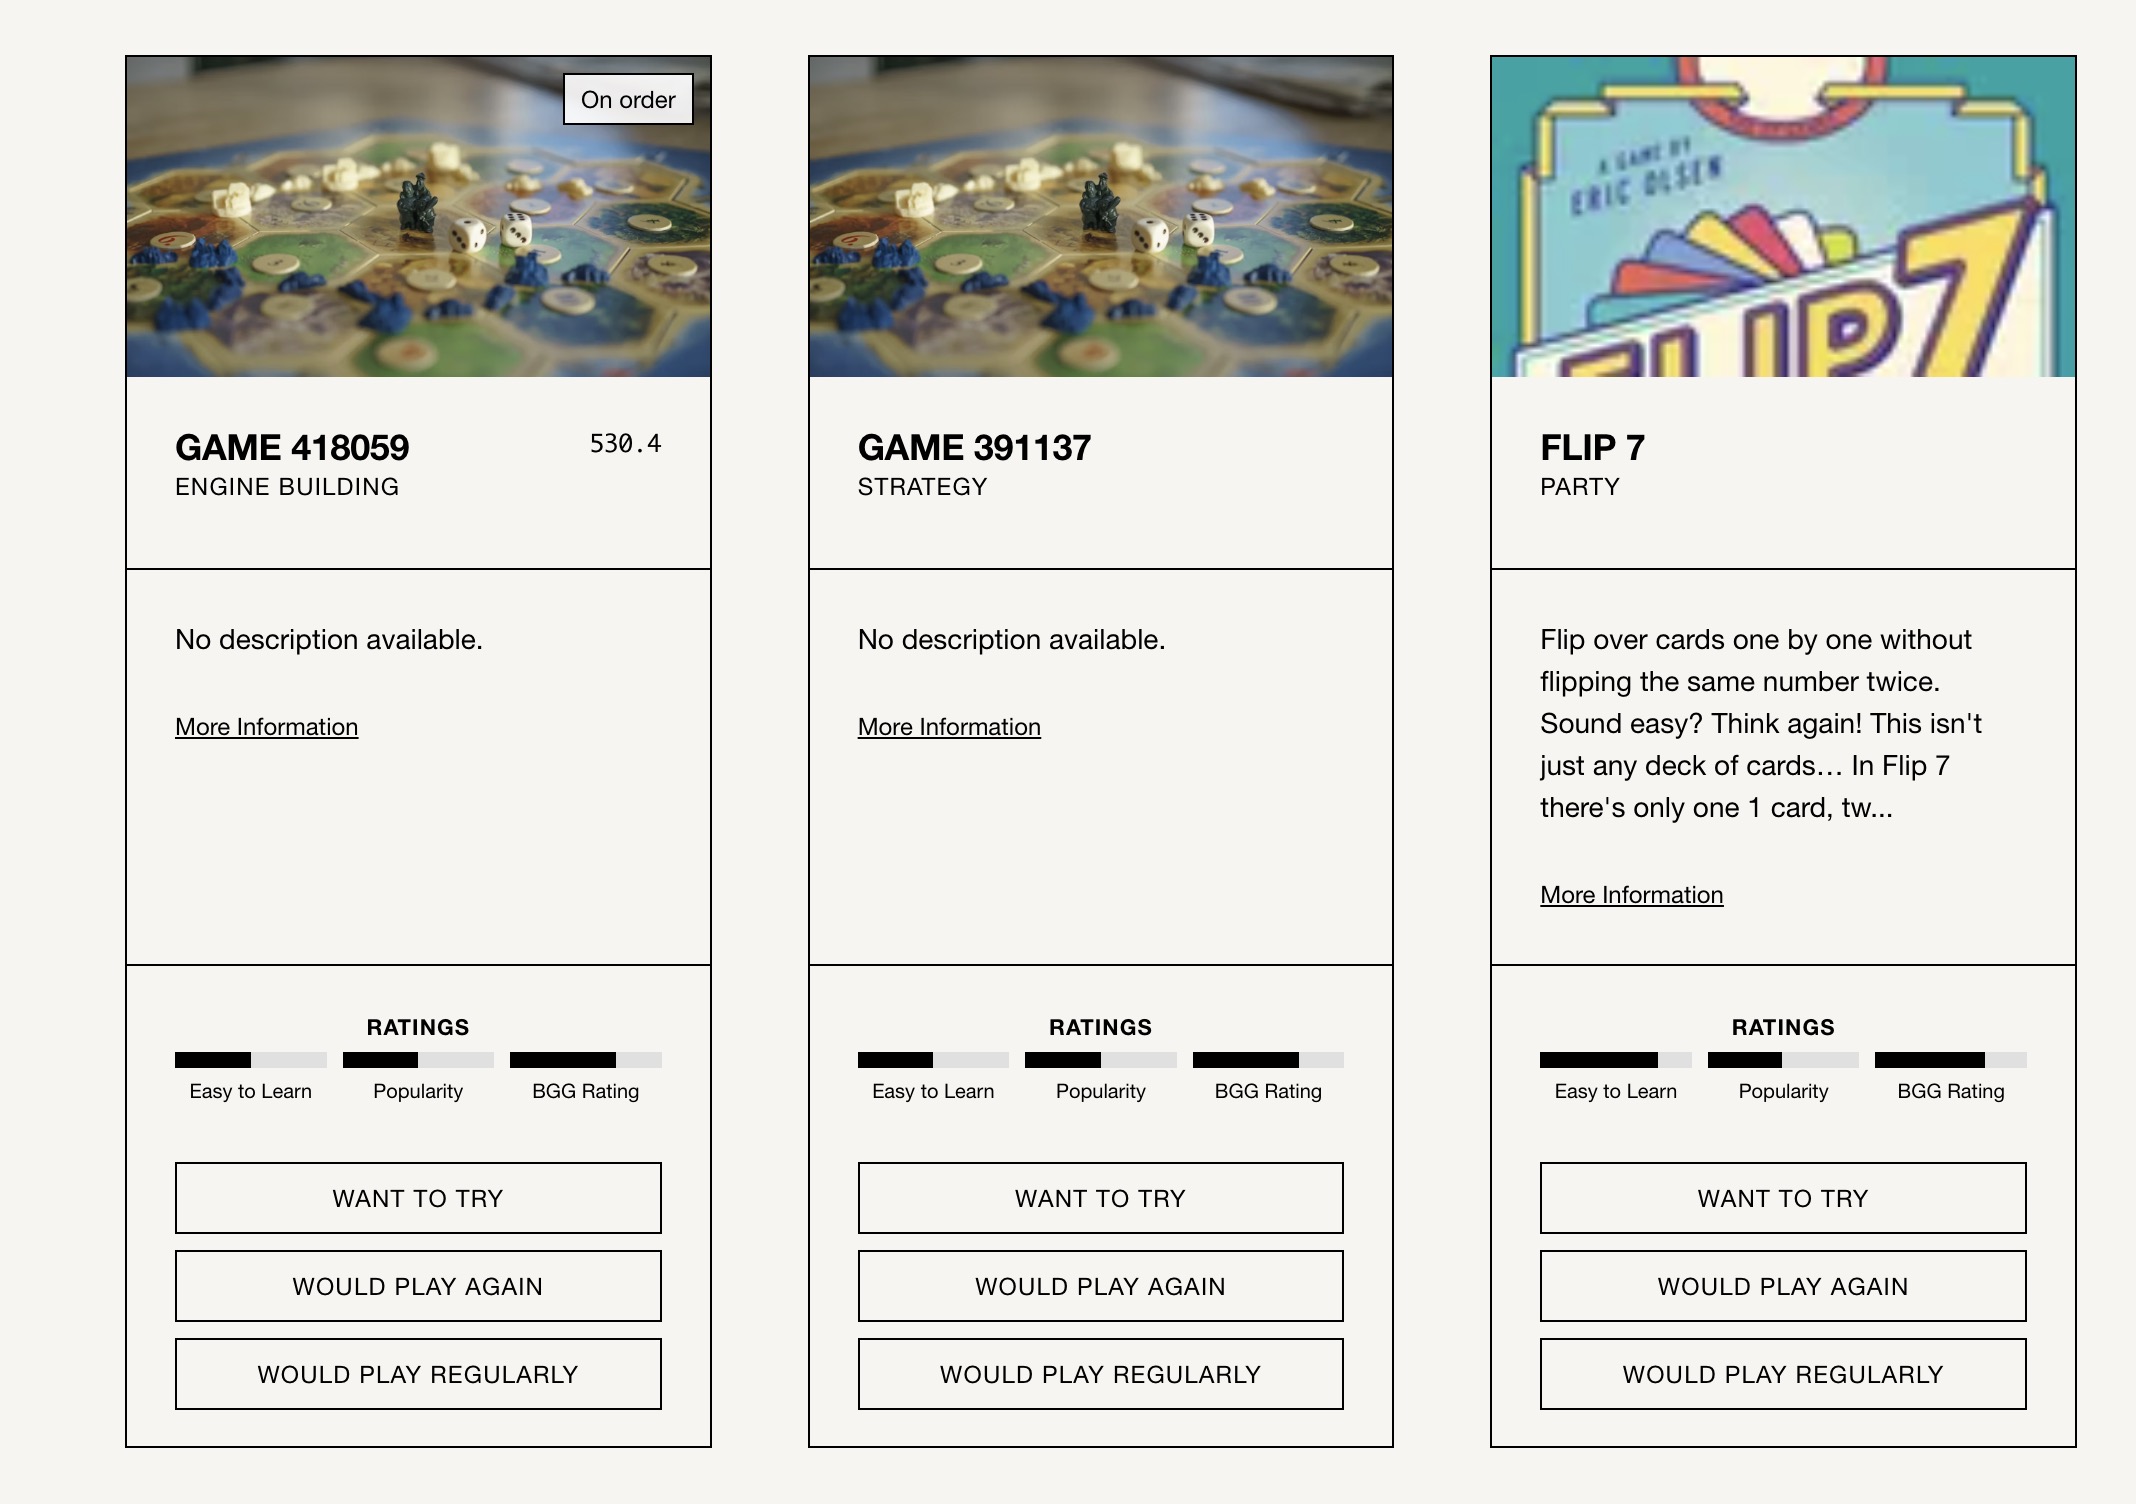 On order
GAME 418059
530.4
ENGINE BUILDING
No description available.
More Information
RATINGS
Easy to Learn
Popularity
BGG Rating
WANT TO TRY
WOULD PLAY AGAIN
WOULD PLAY REGULARLY
GAME 391137
STRATEGY
No description available.
More Information
RATINGS
Easy to Learn
Popularity
BGG Rating
WANT TO TRY
WOULD PLAY AGAIN
WOULD PLAY REGULARLY
A GAME BY
ERIC OLSEN
FLIP 7
FLIP 7
PARTY
Flip over cards one by one without
flipping the same number twice.
Sound easy? Think again! This isn't
just any deck of cards… In Flip 7
there's only one 1 card, tw...
More Information
RATINGS
Easy to Learn
Popularity
BGG Rating
WANT TO TRY
WOULD PLAY AGAIN
WOULD PLAY REGULARLY